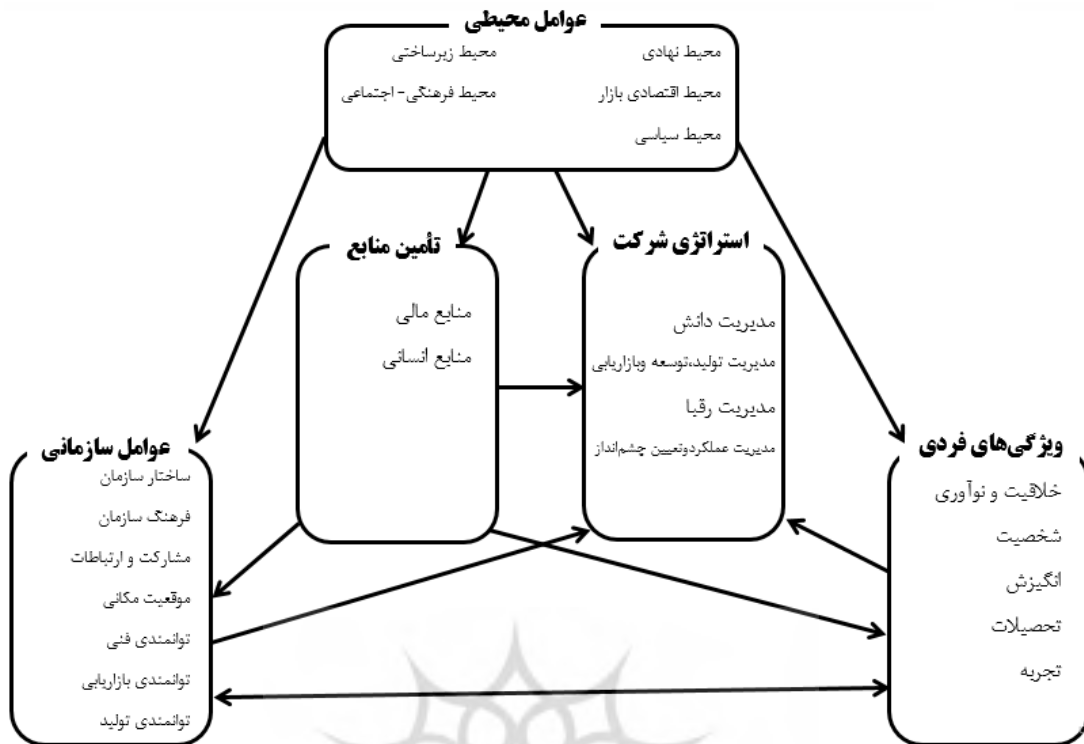 عوامل محیطی
محیط نهادی
محیط زیرساختی
محیط اقتصادی بازار
محیط فرهنگی- اجتماعی
محیط سیاسی
استراتژی شرکت
مدیریت دانش
مدیریت تولید،توسعه وبازاریابی
مدیریت رقبا
مدیریت عملکردوتعیین چشم‌انداز
تأمین منابع
منابع مالی
منابع انسانی
ویژگی‌های فردی
خلاقیت و نوآوری
شخصیت
انگیزش
تحصیلات
تجربه
عوامل سازمانی
ساختار سازمان
فرهنگ سازمان
مشارکت و ارتباطات
موقعیت مکانی
توانمندی فنی
توانمندی بازاریابی
توانمندی تولید